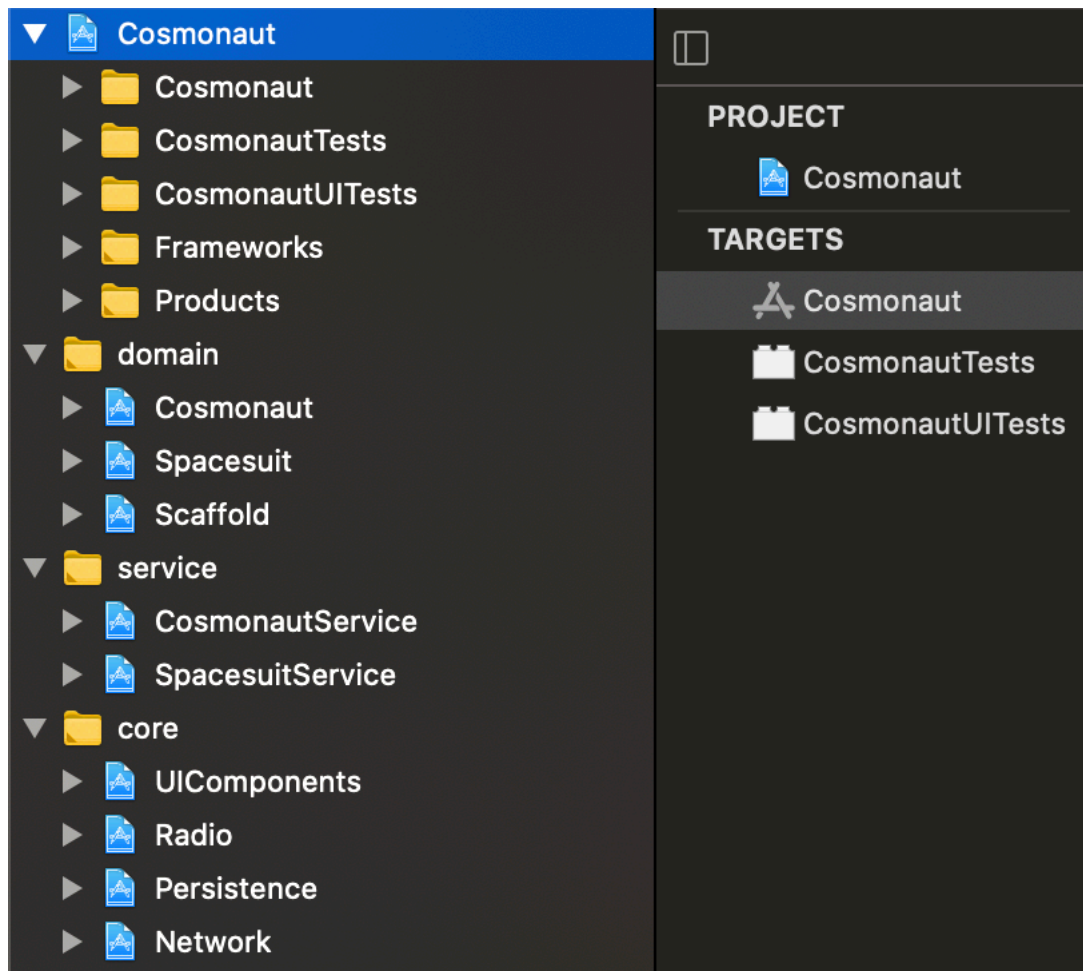 Cosmonaut
Cosmonaut
CosmonautTests
CosmonautUITests
Frameworks
Products
domain
Cosmonaut
Spacesuit
Scaffold
service
CosmonautService
SpacesuitService
core
UIComponents
Radio
Persistence
Network
PROJECT
Cosmonaut
TARGETS
Cosmonaut
CosmonautTests
CosmonautUITests